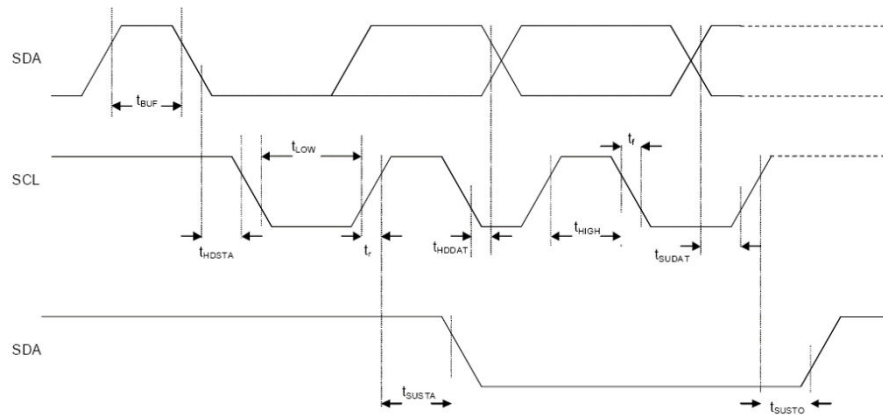 SDA
tBUF
tLOW
tf
SCL
tHDSTA
tr
tHDDAT
tHIGH
tSUDAT
SDA
tSUSTA
tSUSTO